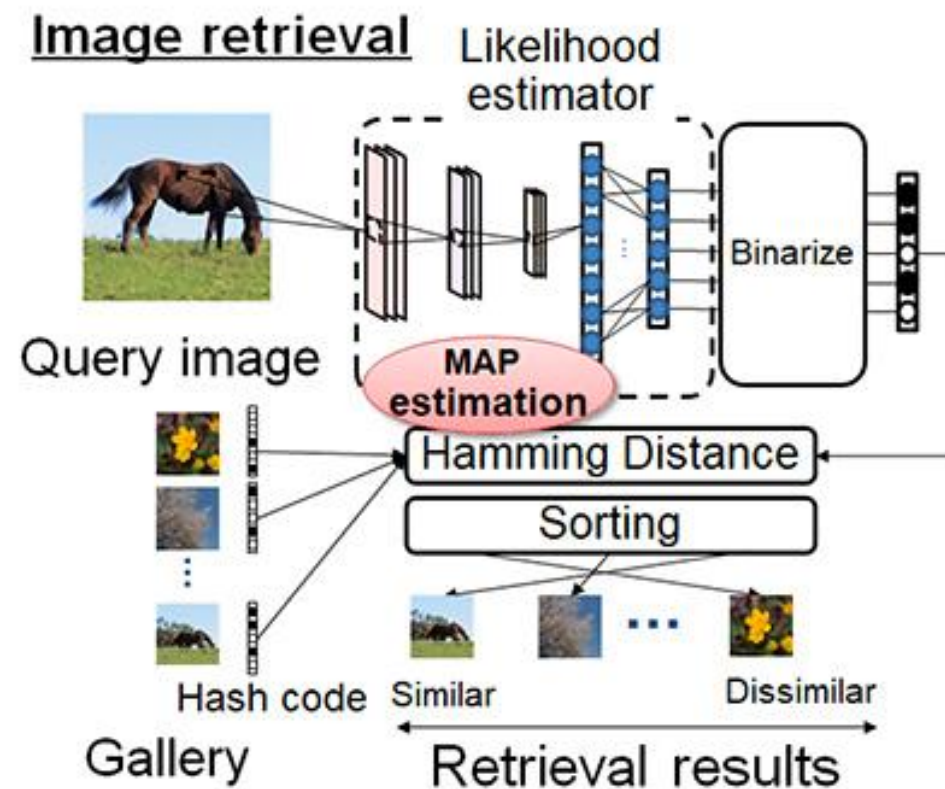 Image retrieval
Likelihood
estimator
Binarize
Query image
MAP
estimation
Hamming Distance
Sorting
Hash code
Similar
Dissimilar
Gallery
Retrieval results